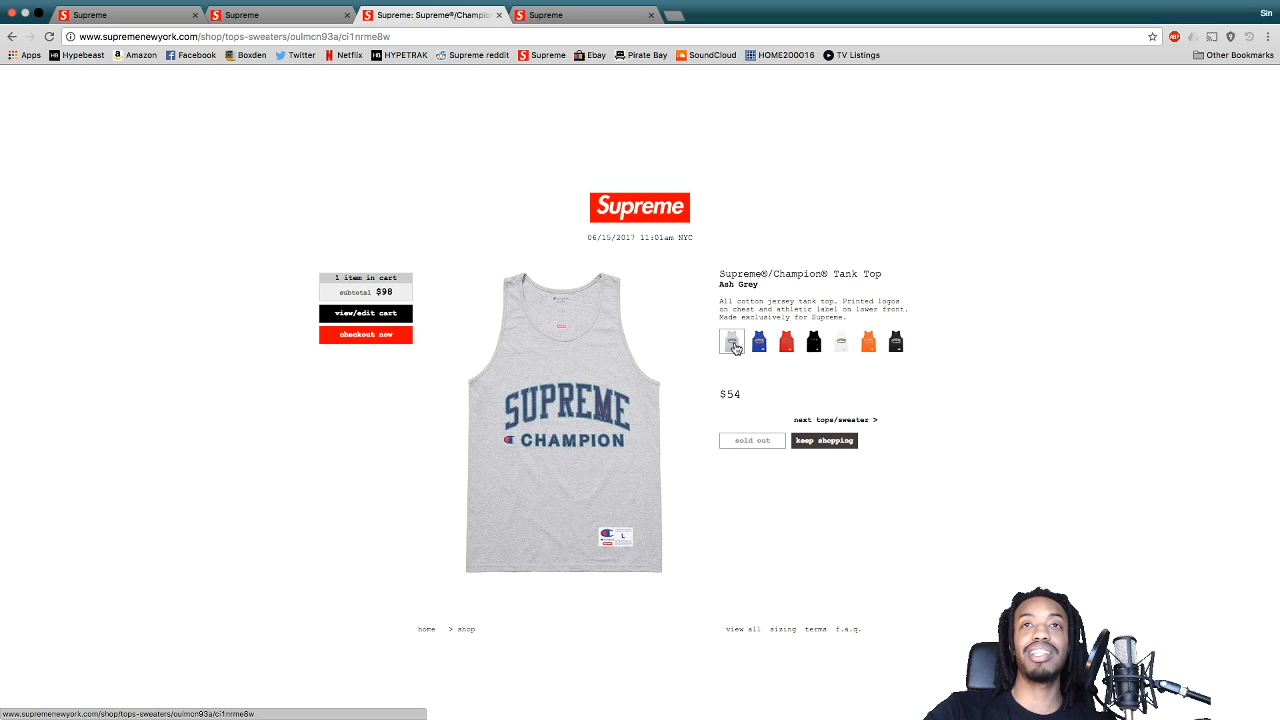 Supreme
Supreme
Supreme: Supreme®/Champio
Supreme
Sin
www.supremenewyork.com/shop/tops-sweaters/oulmcn93a/ci1nrme8w
Apps
Hypebeast
Amazon
Facebook
Boxden
Twitter
Netflix
HYPETRAK
Supreme reddit
Supreme
Ebay
Pirate Bay
SoundCloud
HOME200016
TV Listings
Other Bookmarks
Supreme
06/15/2017 11:01am NYC
1 item in cart
subtotal $98
view/edit cart
checkout now
SUPREME
CHAMPION
L
Supreme®/Champion® Tank Top
Ash Grey
All cotton jersey tank top. Printed logos
on chest and athletic label on lower front.
Made exclusively for Supreme.
$54
next tops/sweater >
sold out
keep shopping
home > shop
view all sizing terms f.a.q.
www.supremenewyork.com/shop/tops-sweaters/oulmcn93a/ci1nrme8w